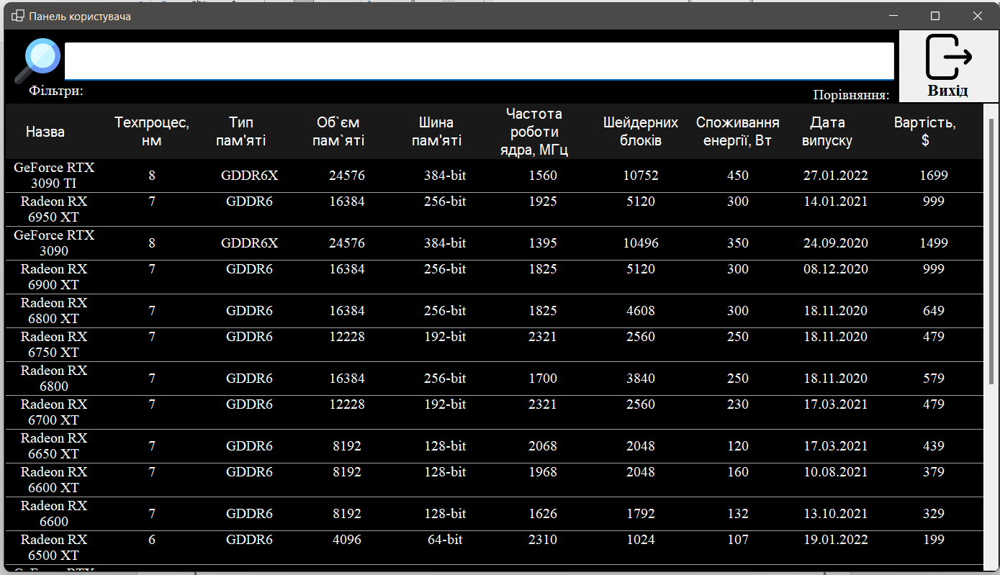 Панель користувача
Фільтри:
Порівняння:
Вихід
Назва Техпроцес, нм Тип пам'яті Об`єм пам`яті Шина пам'яті Частота роботи ядра, МГц Шейдерних блоків Споживання енергії, Вт Дата випуску Вартість, $
GeForce RTX 3090 TI 8 GDDR6X 24576 384-bit 1560 10752 450 27.01.2022 1699
Radeon RX 6950 XT 7 GDDR6 16384 256-bit 1925 5120 300 14.01.2021 999
GeForce RTX 3090 8 GDDR6X 24576 384-bit 1395 10496 350 24.09.2020 1499
Radeon RX 6900 XT 7 GDDR6 16384 256-bit 1825 5120 300 08.12.2020 999
Radeon RX 6800 XT 7 GDDR6 16384 256-bit 1825 4608 300 18.11.2020 649
Radeon RX 6750 XT 7 GDDR6 12228 192-bit 2321 2560 250 18.11.2020 479
Radeon RX 6800 7 GDDR6 16384 256-bit 1700 3840 250 18.11.2020 579
Radeon RX 6700 XT 7 GDDR6 12228 192-bit 2321 2560 230 17.03.2021 479
Radeon RX 6650 XT 7 GDDR6 8192 128-bit 2068 2048 120 17.03.2021 439
Radeon RX 6600 XT 7 GDDR6 8192 128-bit 1968 2048 160 10.08.2021 379
Radeon RX 6600 7 GDDR6 8192 128-bit 1626 1792 132 13.10.2021 329
Radeon RX 6500 XT 6 GDDR6 4096 64-bit 2310 1024 107 19.01.2022 199